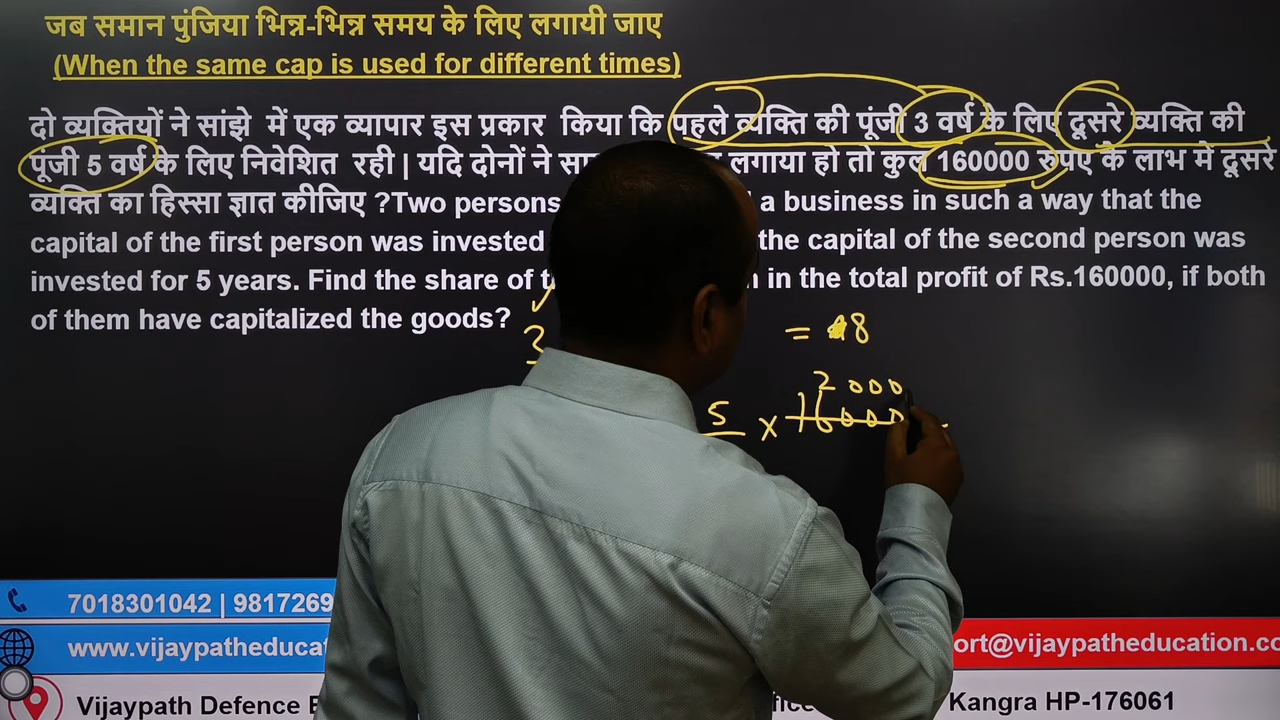 जब समान पुंजिया भिन्न-भिन्न समय के लिए लगायी जाए
(When the same cap is used for different times)
दो व्यक्तियों ने सांझे में एक व्यापार इस प्रकार किया कि पहले व्यक्ति की पूंजी 3 वर्ष के लिए दूसरे व्यक्ति की
पूंजी 5 वर्ष के लिए निवेशित रही | यदि दोनों ने लगाया हो तो कुल 160000 रुपए के लाभ में दूसरे
व्यक्ति का हिस्सा ज्ञात कीजिए ?Two persons a business in such a way that the
capital of the first person was invested the capital of the second person was
invested for 5 years. Find the share of in the total profit of Rs.160000, if both
of them have capitalized the goods?
3 = 8
2000
5 × 16000
7018301042 | 9817269
www.vijaypatheducati
ort@vijaypatheducation.co
Vijaypath Defence Kangra HP-176061